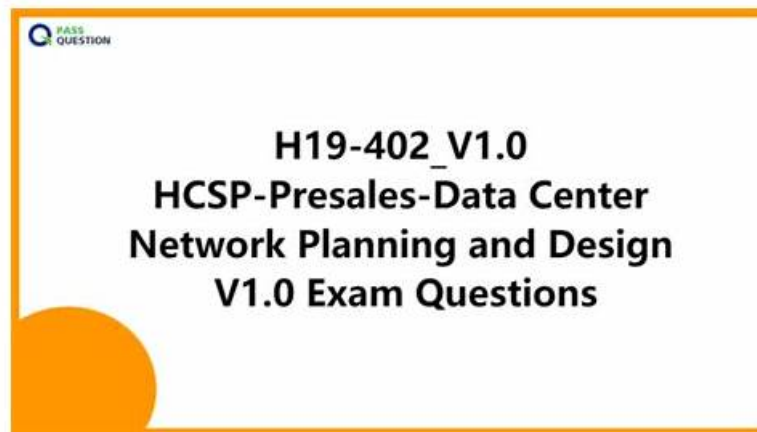 PASS
QUESTION
H19-402_V1.0
HCSP-Presales-Data Center
Network Planning and Design
V1.0 Exam Questions